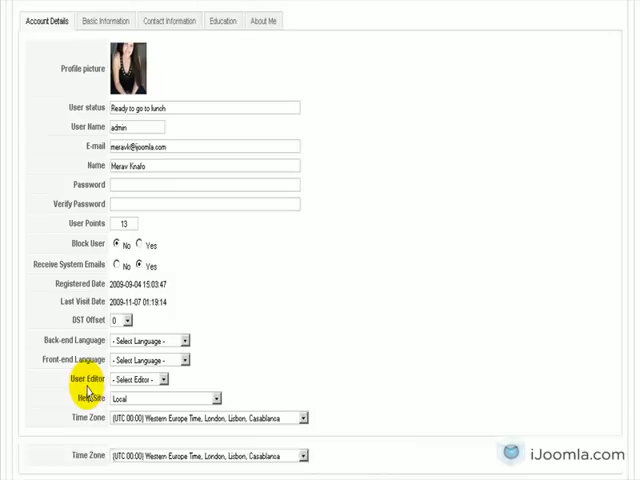 Account Details Basic Information Contact Information Education About Me
Profile picture
User status Ready to go to lunch
User Name admin
E-mail meravk@ijoomla.com
Name Merav Knafo
Password
Verify Password
User Points 13
Block User No Yes
Receive System Emails No Yes
Registered Date 2009-09-04 15:03:47
Last Visit Date 2009-11-07 01:19:14
DST Offset 0
Back-end Language - Select Language -
Front-end Language - Select Language -
User Editor - Select Editor -
Help Site Local
Time Zone (UTC 00:00) Western Europe Time, London, Lisbon, Casablanca
Time Zone (UTC 00:00) Western Europe Time, London, Lisbon, Casablanca
iJoomla.com